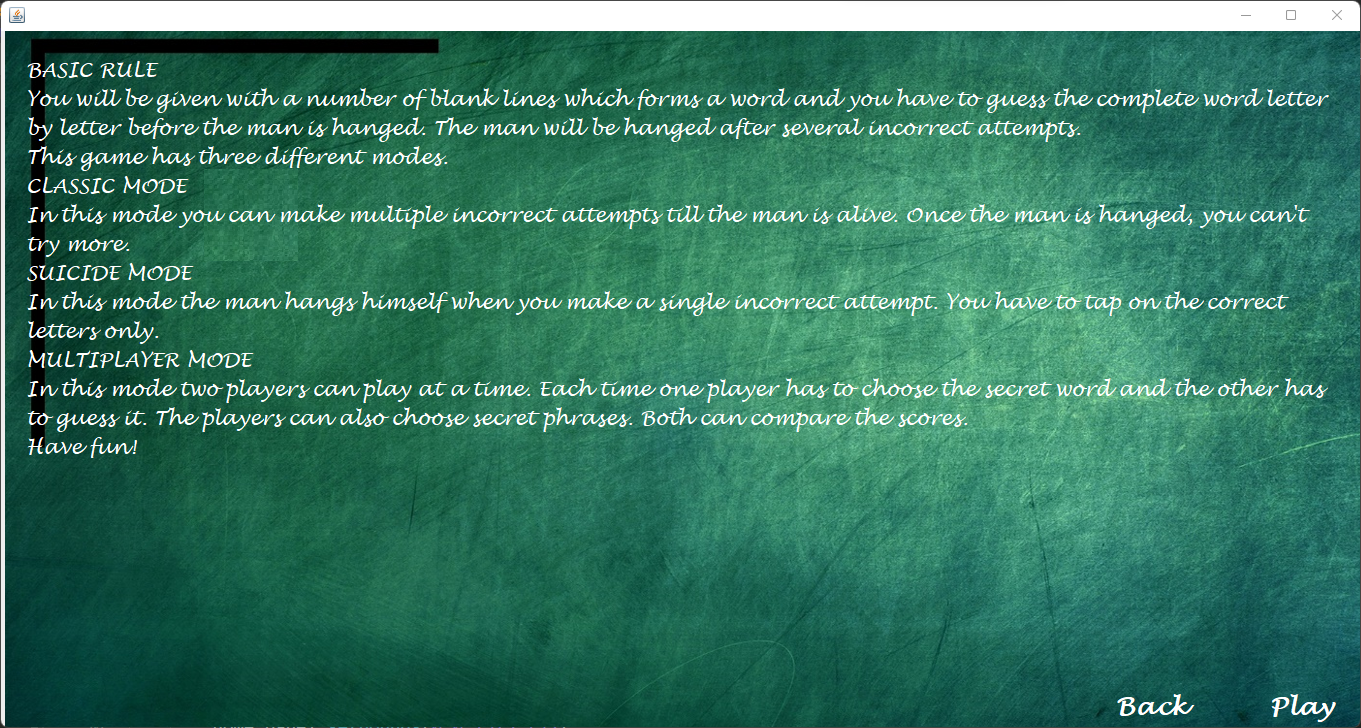 BASIC RULE
You will be given with a number of blank lines which forms a word and you have to guess the complete word letter
by letter before the man is hanged. The man will be hanged after several incorrect attempts.
This game has three different modes.
CLASSIC MODE
In this mode you can make multiple incorrect attempts till the man is alive. Once the man is hanged, you can't
try more.
SUICIDE MODE
In this mode the man hangs himself when you make a single incorrect attempt. You have to tap on the correct
letters only.
MULTIPLAYER MODE
In this mode two players can play at a time. Each time one player has to choose the secret word and the other has
to guess it. The players can also choose secret phrases. Both can compare the scores.
Have fun!
Back Play